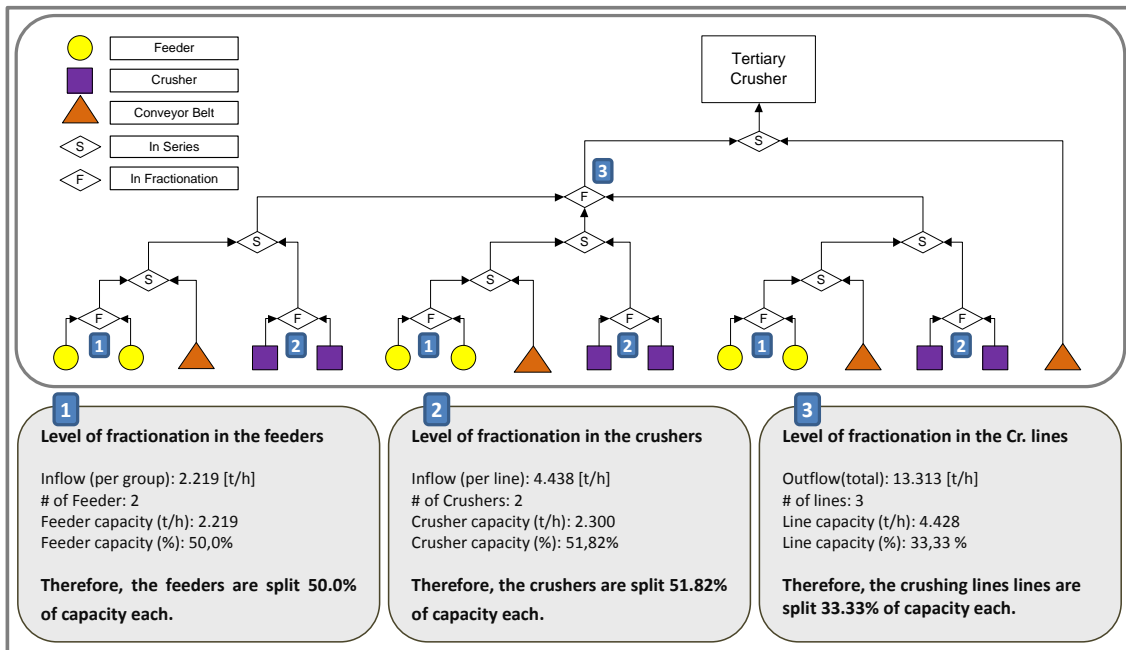 Feeder
Crusher
Conveyor Belt
S
In Series
F
In Fractionation
Tertiary
Crusher
S
3
F
S
S
S
S
S
S
F
F
F
F
F
F
1
2
1
2
1
2
1
Level of fractionation in the feeders
Inflow (per group): 2.219 [t/h]
# of Feeder: 2
Feeder capacity (t/h): 2.219
Feeder capacity (%): 50,0%
Therefore, the feeders are split 50.0%
of capacity each.
2
Level of fractionation in the crushers
Inflow (per line): 4.438 [t/h]
# of Crushers: 2
Crusher capacity (t/h): 2.300
Crusher capacity (%): 51,82%
Therefore, the crushers are split 51.82%
of capacity each.
3
Level of fractionation in the Cr. lines
Outflow(total): 13.313 [t/h]
# of lines: 3
Line capacity (t/h): 4.428
Line capacity (%): 33,33 %
Therefore, the crushing lines lines are
split 33.33% of capacity each.